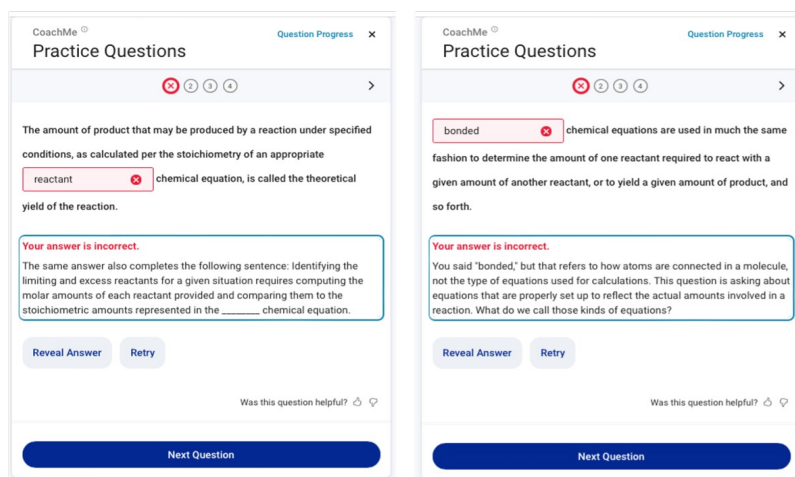 CoachMe
Practice Questions
Question Progress
2 3 4
The amount of product that may be produced by a reaction under specified
conditions, as calculated per the stoichiometry of an appropriate
reactant chemical equation, is called the theoretical
yield of the reaction.
Your answer is incorrect.
The same answer also completes the following sentence: Identifying the
limiting and excess reactants for a given situation requires computing the
molar amounts of each reactant provided and comparing them to the
stoichiometric amounts represented in the ________ chemical equation.
Reveal Answer Retry
Was this question helpful?
Next Question
CoachMe
Practice Questions
Question Progress
2 3 4
bonded chemical equations are used in much the same
fashion to determine the amount of one reactant required to react with a
given amount of another reactant, or to yield a given amount of product, and
so forth.
Your answer is incorrect.
You said "bonded," but that refers to how atoms are connected in a molecule,
not the type of equations used for calculations. This question is asking about
equations that are properly set up to reflect the actual amounts involved in a
reaction. What do we call those kinds of equations?
Reveal Answer Retry
Was this question helpful?
Next Question